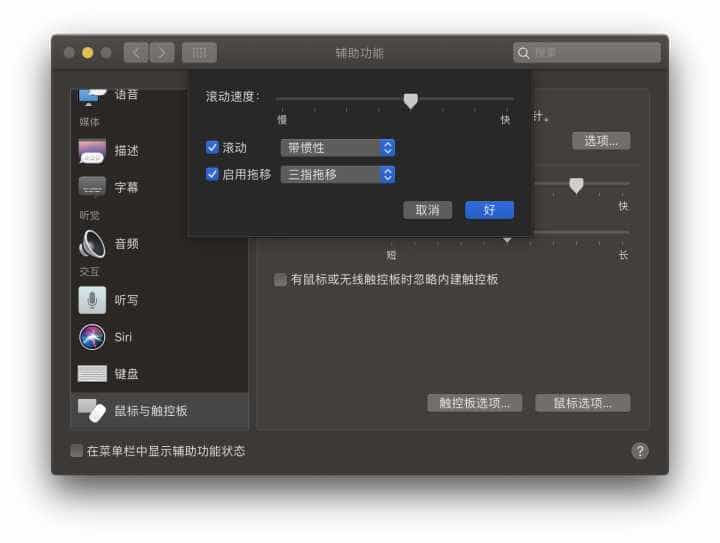 辅助功能
搜索
语音
媒体
描述
字幕
听觉
音频
交互
听写
Siri
键盘
鼠标与触控板
滚动速度：
慢
快
滚动
带惯性
启用拖移
三指拖移
取消
好
针。
选项...
快
短
长
有鼠标或无线触控板时忽略内建触控板
触控板选项...
鼠标选项...
在菜单栏中显示辅助功能状态
?